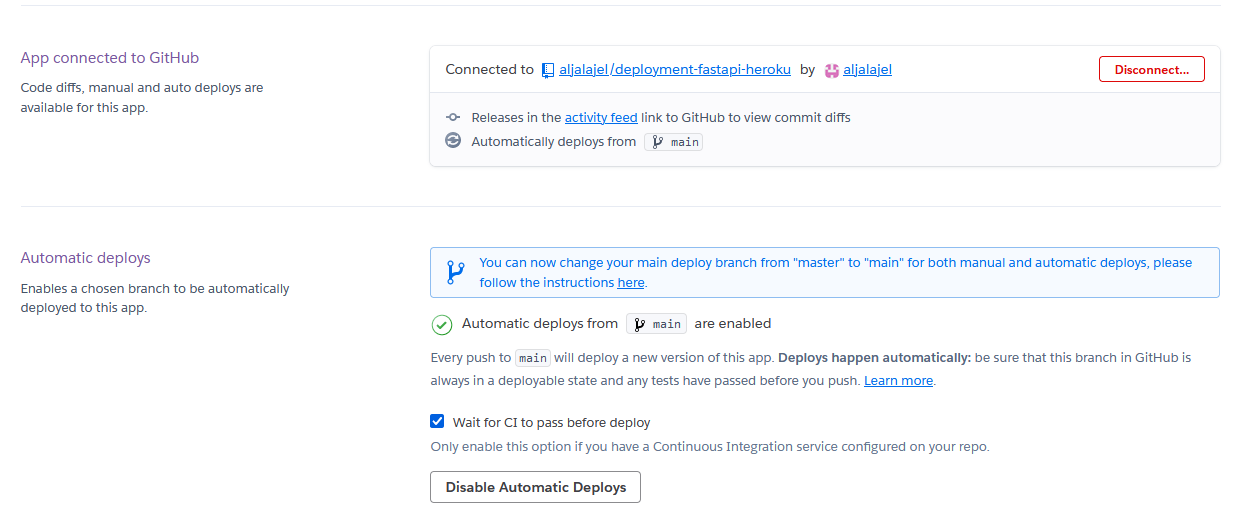 App connected to GitHub
Code diffs, manual and auto deploys are
available for this app.
Connected to aljalajel/deployment-fastapi-heroku by aljalajel
Disconnect...
Releases in the activity feed link to GitHub to view commit diffs
Automatically deploys from main
Automatic deploys
Enables a chosen branch to be automatically
deployed to this app.
You can now change your main deploy branch from "master" to "main" for both manual and automatic deploys, please
follow the instructions here.
Automatic deploys from main are enabled
Every push to main will deploy a new version of this app. Deploys happen automatically: be sure that this branch in GitHub is
always in a deployable state and any tests have passed before you push. Learn more.
Wait for CI to pass before deploy
Only enable this option if you have a Continuous Integration service configured on your repo.
Disable Automatic Deploys